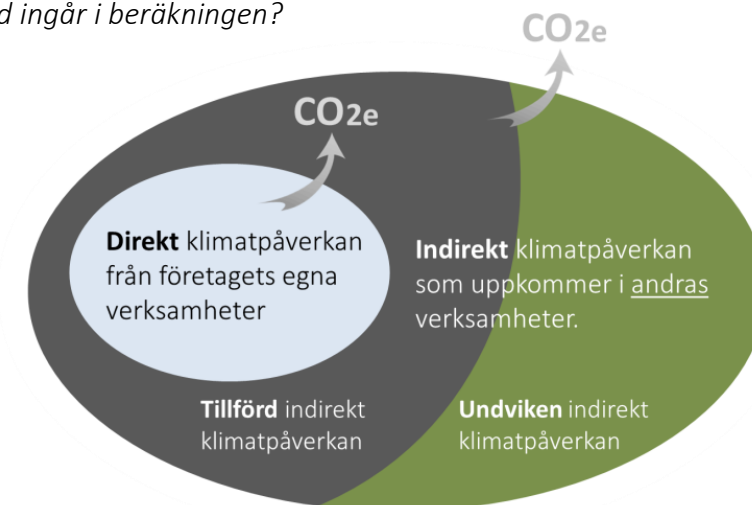 d ingår i beräkningen?
CO2e
CO2e
Direkt klimatpåverkan
från företagets egna
verksamheter
Indirekt klimatpåverkan
som uppkommer i andras
verksamheter.
Tillförd indirekt
klimatpåverkan
Undviken indirekt
klimatpåverkan